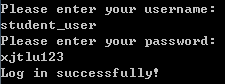 Please enter your username:
student_user
Please enter your password:
xjtlu123
Log in successfully!